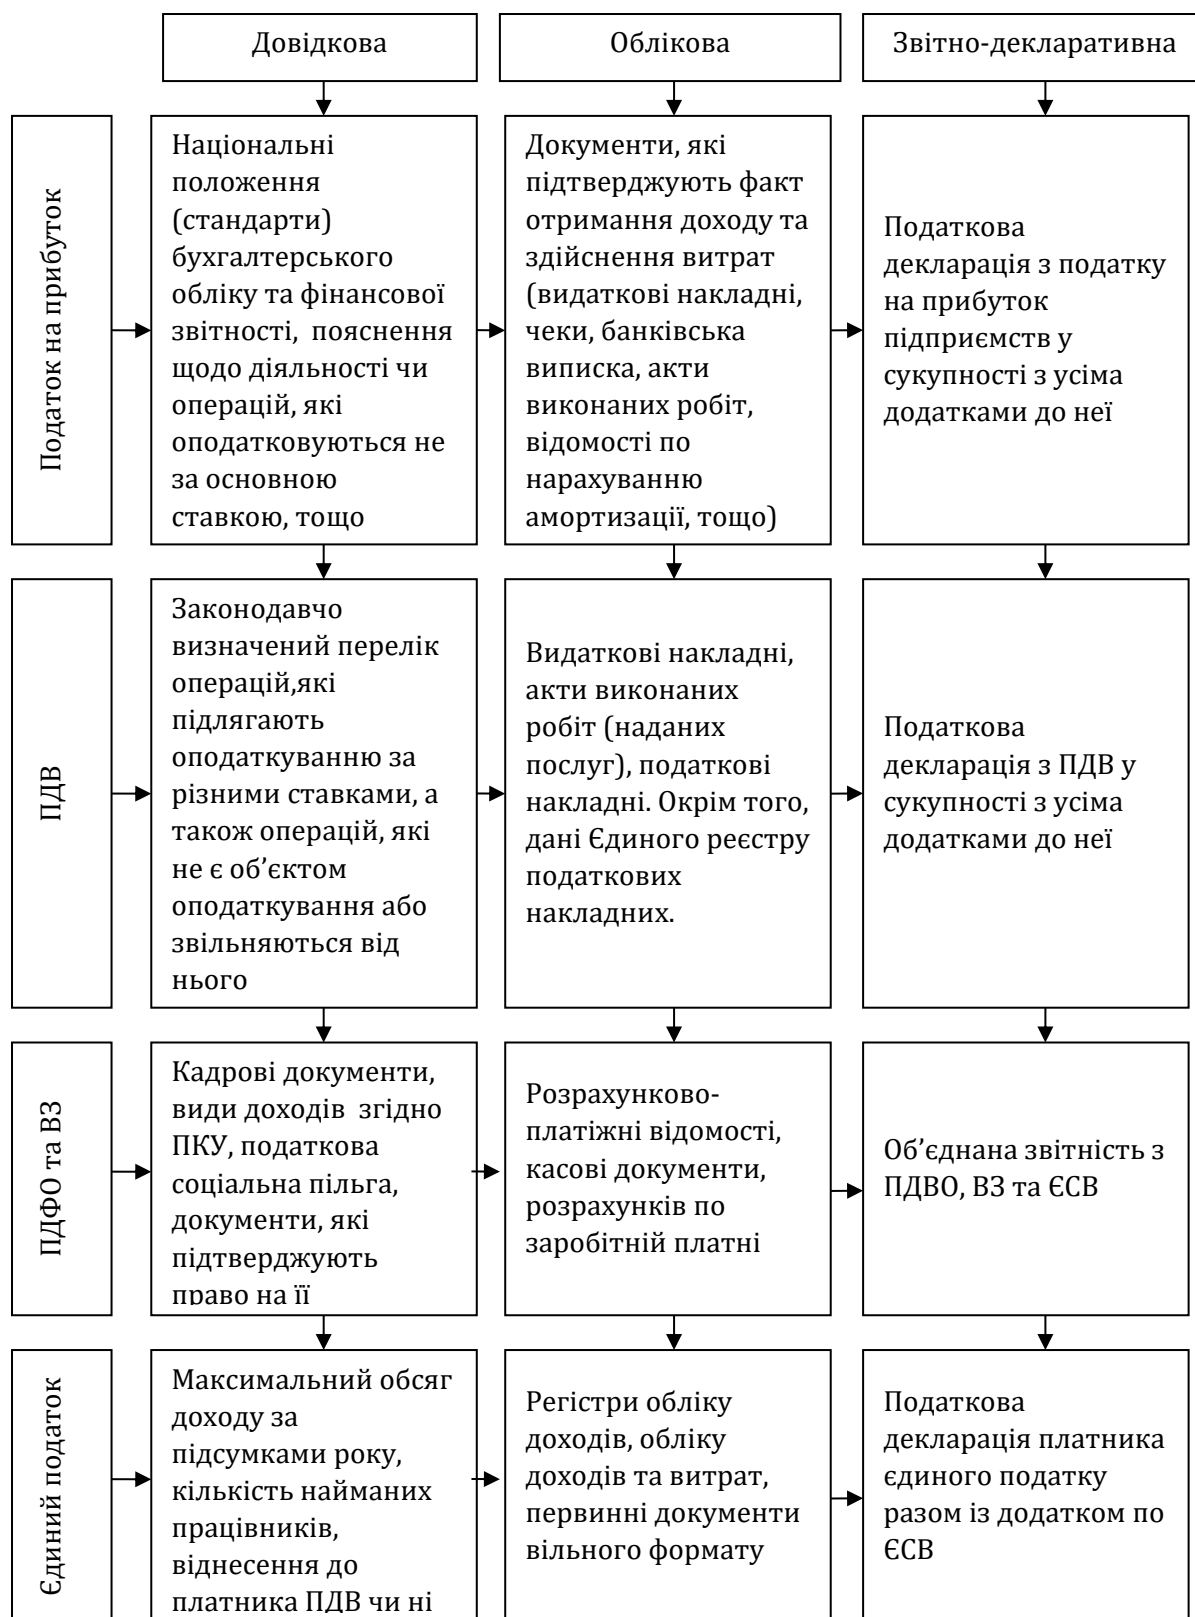 Довідкова
Облікова
Звітно-декларативна
Податок на прибуток
Національні
положення
(стандарти)
бухгалтерського
обліку та фінансової
звітності, пояснення
щодо діяльності чи
операцій, які
оподатковуються не
за основною
ставкою, тощо
Документи, які
підтверджують факт
отримання доходу та
здійснення витрат
(видаткові накладні,
чеки, банківська
виписка, акти
виконаних робіт,
відомості по
нарахуванню
амортизації, тощо)
Податкова
декларація з податку
на прибуток
підприємств у
сукупності з усіма
додатками до неї
ПДВ
Законодавчо
визначений перелік
операцій,які
підлягають
оподаткуванню за
різними ставками, а
також операцій, які
не є об’єктом
оподаткування або
звільняються від
нього
Видаткові накладні,
акти виконаних
робіт (наданих
послуг), податкові
накладні. Окрім того,
дані Єдиного реєстру
податкових
накладних.
Податкова
декларація з ПДВ у
сукупності з усіма
додатками до неї
ПДФО та ВЗ
Кадрові документи,
види доходів згідно
ПКУ, податкова
соціальна пільга,
документи, які
підтверджують
право на її
Розрахунково-
платіжні відомості,
касові документи,
розрахунків по
заробітній платні
Об’єднана звітність з
ПДВО, ВЗ та ЄСВ
Єдиний податок
Максимальний обсяг
доходу за
підсумками року,
кількість найманих
працівників,
віднесення до
платника ПДВ чи ні
Регістри обліку
доходів, обліку
доходів та витрат,
первинні документи
вільного формату
Податкова
декларація платника
єдиного податку
разом із додатком по
ЄСВ